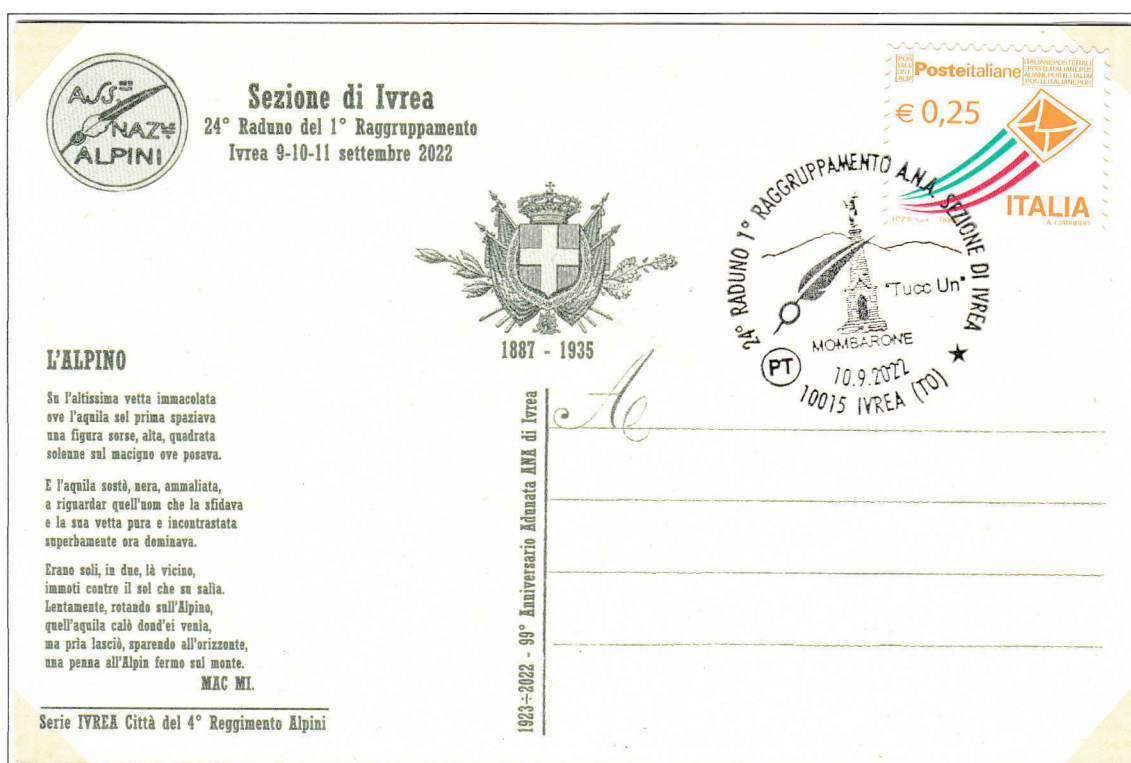 Ass.ne
NAZ.le
ALPINI
Sezione di Ivrea
24° Raduno del 1° Raggruppamento
Ivrea 9-10-11 settembre 2022
Posteitaliane
€ 0,25
ITALIA
24° RADUNO 1° RAGGRUPPAMENTO A.N.A. SEZIONE DI IVREA
"Tucc Un"
MOMBARONE
PT
10.9.2022
10015 IVREA (TO)
1887 - 1935
L'ALPINO
Su l'altissima vetta immacolata
ove l'aquila sol prima spaziava
una figura sorse, alta, quadrata
solenne sul macigno ove posava.
E l'aquila sostò, nera, ammaliata,
a riguardar quell'uom che la sfidava
e la sua vetta pura e incontrastata
superbamente ora dominava.
Erano soli, in due, là vicino,
immoti contro il sol che su salìa.
Lentamente, rotando sull'Alpino,
quell'aquila calò dond'ei venìa,
ma prìa lasciò, sparendo all'orizzonte,
una penna all'Alpin fermo sul monte.
MAC MI.
Serie IVREA Città del 4° Reggimento Alpini
1923÷2022 - 99° Anniversario Adunata ANA di Ivrea
A